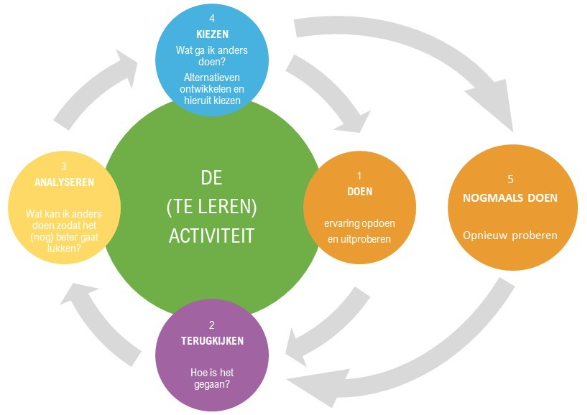 4
KIEZEN
Wat ga ik anders
doen?
Alternatieven
ontwikkelen en
hieruit kiezen
3
ANALYSEREN
Wat kan ik anders
doen zodat het
(nog) beter gaat
lukken?
DE
(TE LEREN)
ACTIVITEIT
1
DOEN
ervaring opdoen
en uitproberen
5
NOGMAALS DOEN
Opnieuw proberen
2
TERUGKIJKEN
Hoe is het
gegaan?